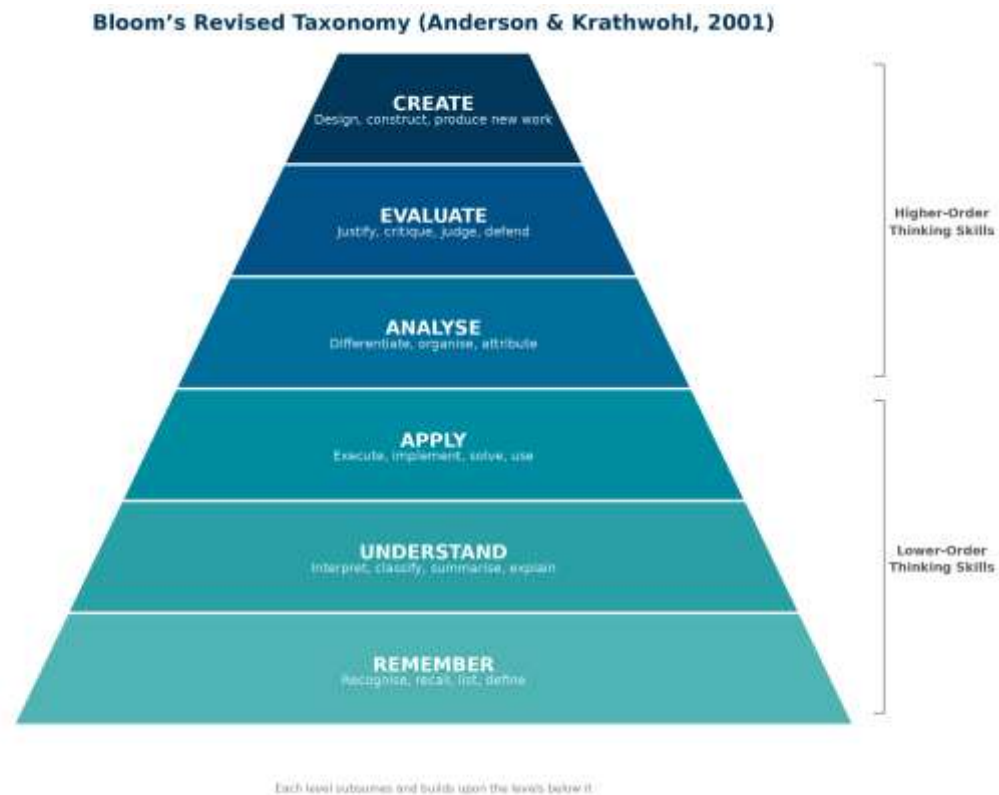 Bloom’s Revised Taxonomy (Anderson & Krathwohl, 2001)
CREATE
Design, construct, produce new work
EVALUATE
Justify, critique, judge, defend
Higher-Order
Thinking Skills
ANALYSE
Differentiate, organise, attribute
APPLY
Execute, implement, solve, use
UNDERSTAND
Interpret, classify, summarise, explain
Lower-Order
Thinking Skills
REMEMBER
Recognise, recall, list, define
Each level subsumes and builds upon the levels below it